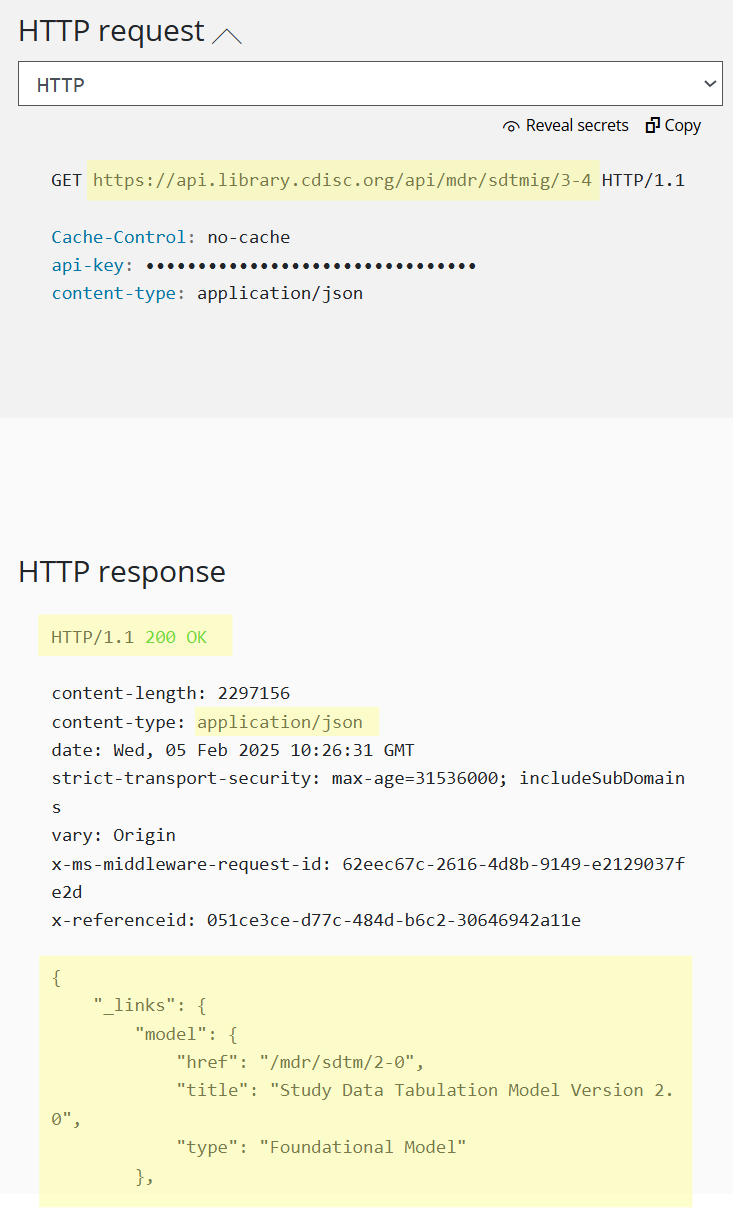 HTTP request
HTTP
Reveal secrets Copy
GET https://api.library.cdisc.org/api/mdr/sdtmig/3-4 HTTP/1.1
Cache-Control: no-cache
api-key: ••••••••••••••••••••••••••••••••
content-type: application/json
HTTP response
HTTP/1.1 200 OK
content-length: 2297156
content-type: application/json
date: Wed, 05 Feb 2025 10:26:31 GMT
strict-transport-security: max-age=31536000; includeSubDomain
s
vary: Origin
x-ms-middleware-request-id: 62eec67c-2616-4d8b-9149-e2129037f
e2d
x-referenceid: 051ce3ce-d77c-484d-b6c2-30646942a11e
{
    "_links": {
        "model": {
            "href": "/mdr/sdtm/2-0",
            "title": "Study Data Tabulation Model Version 2.
0",
            "type": "Foundational Model"
        },